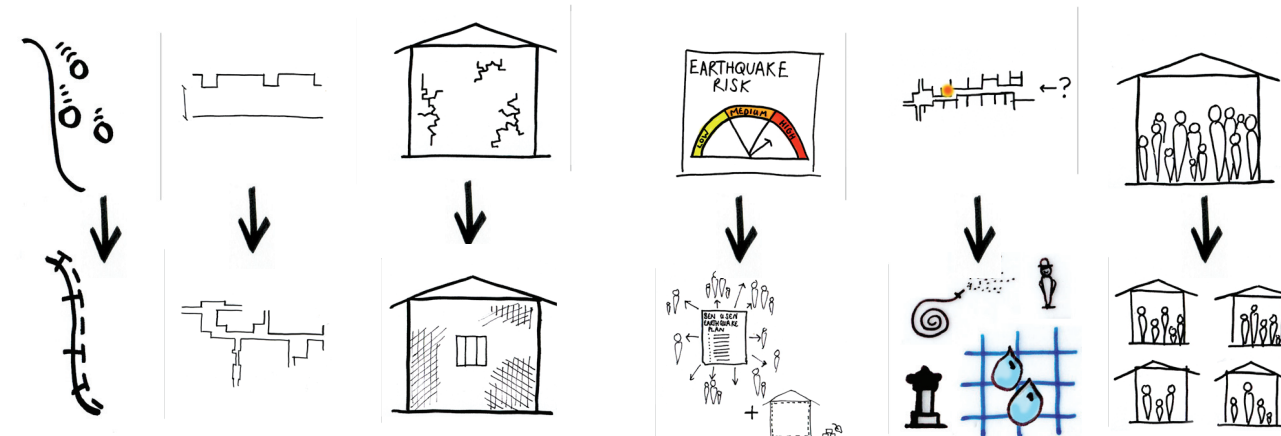 EARTHQUAKE
RISK
LOW
MEDIUM
HIGH
←?
BEN & SEN
EARTHQUAKE
PLAN
+